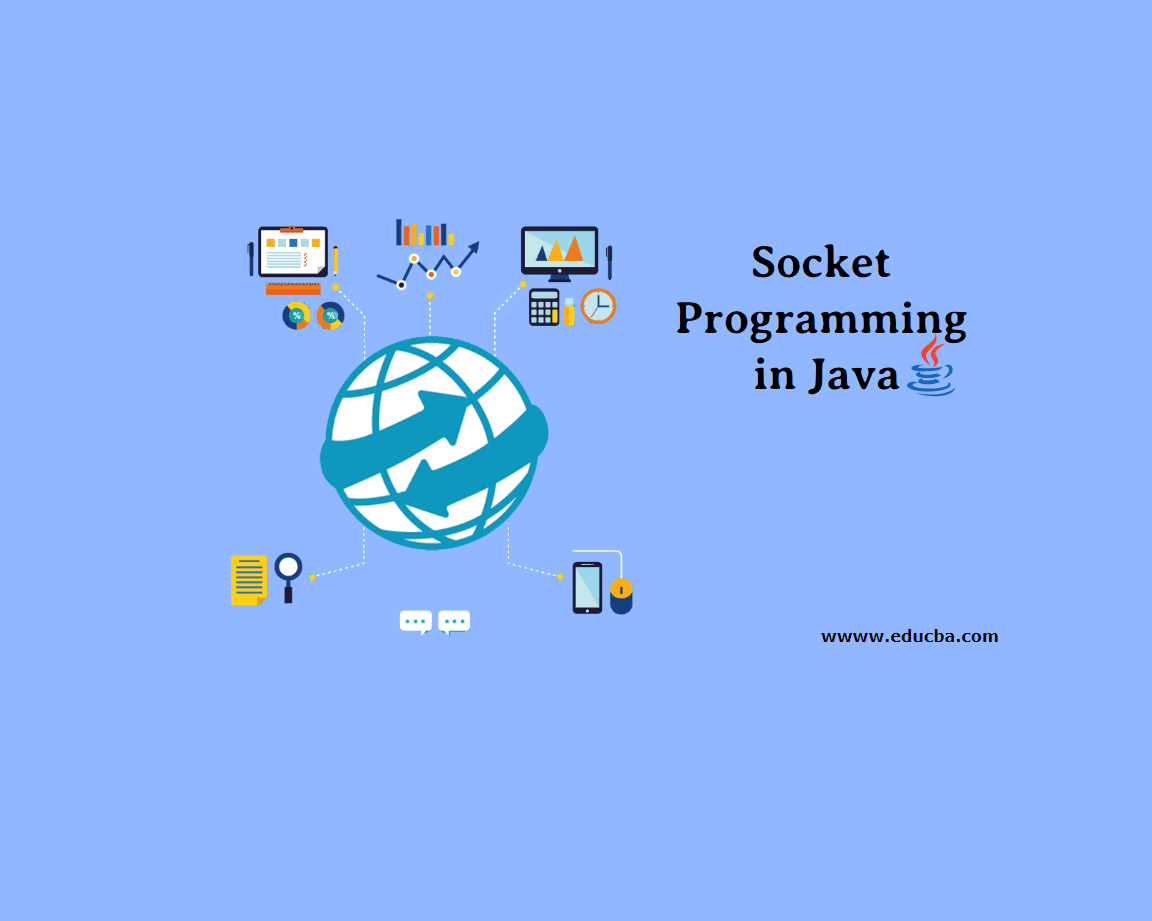 Socket
Programming
in Java
wwww.educba.com
%
%